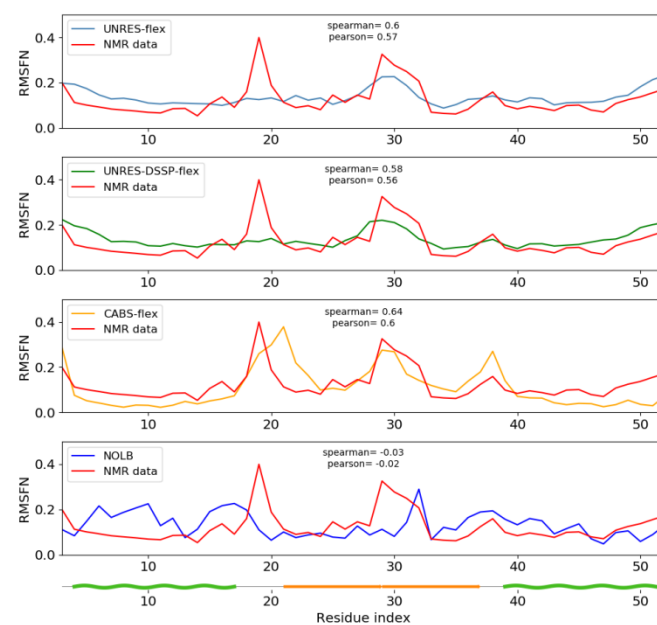 spearman= 0.6
pearson= 0.57
UNRES-flex
NMR data
RMSFN
0.4
0.2
0.0
10
20
30
40
50
spearman= 0.58
pearson= 0.56
UNRES-DSSP-flex
NMR data
RMSFN
0.4
0.2
0.0
10
20
30
40
50
spearman= 0.64
pearson= 0.6
CABS-flex
NMR data
RMSFN
0.4
0.2
0.0
10
20
30
40
50
spearman= -0.03
pearson= -0.02
NOLB
NMR data
RMSFN
0.4
0.2
0.0
10
20
30
40
50
Residue index